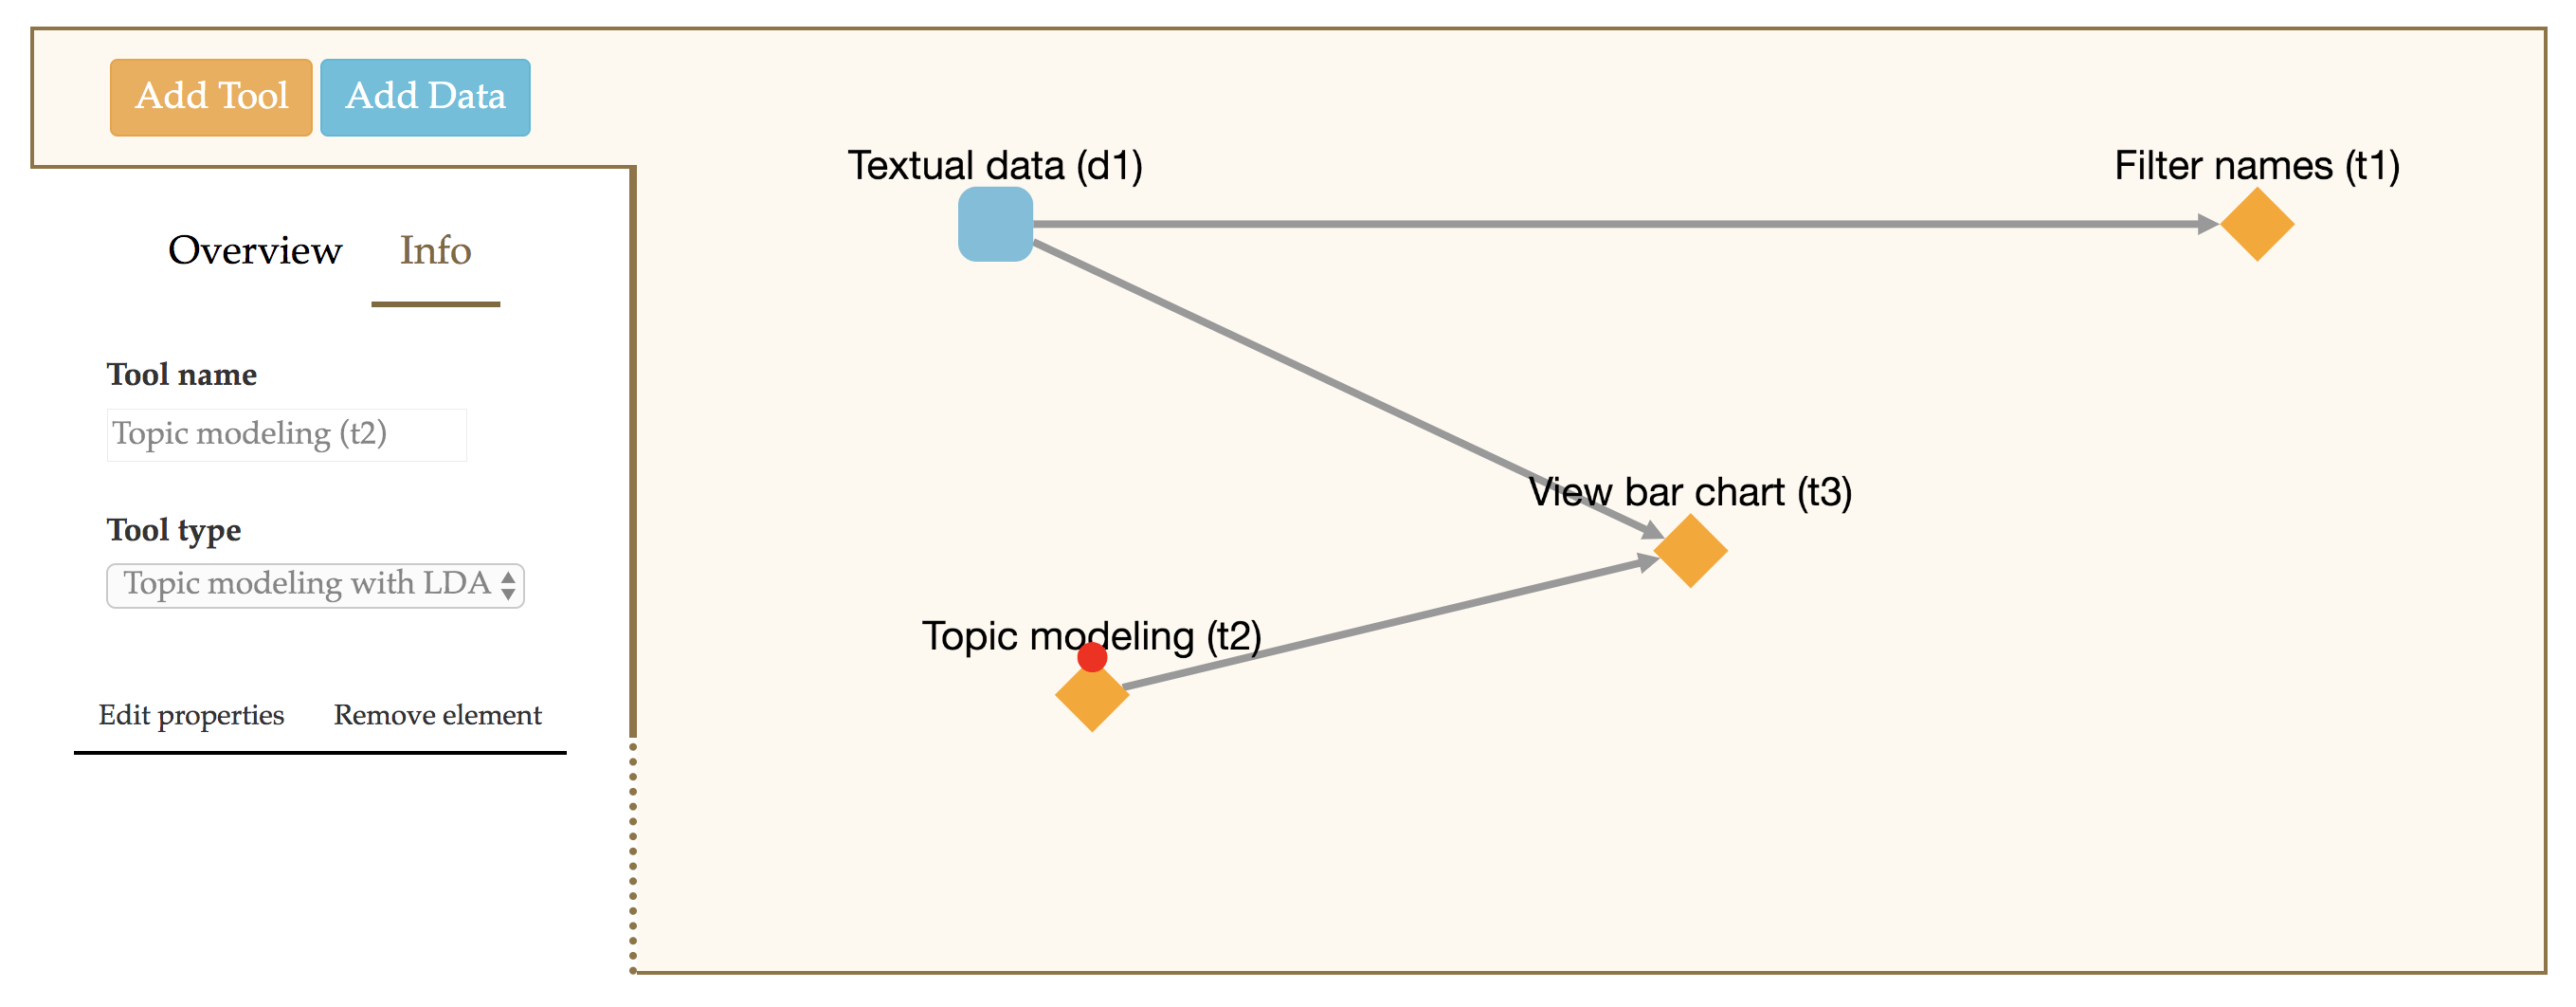 Add Tool
Add Data
Overview
Info
Tool name
Topic modeling (t2)
Tool type
Topic modeling with LDA
Edit properties
Remove element
Textual data (d1)
Filter names (t1)
View bar chart (t3)
Topic modeling (t2)